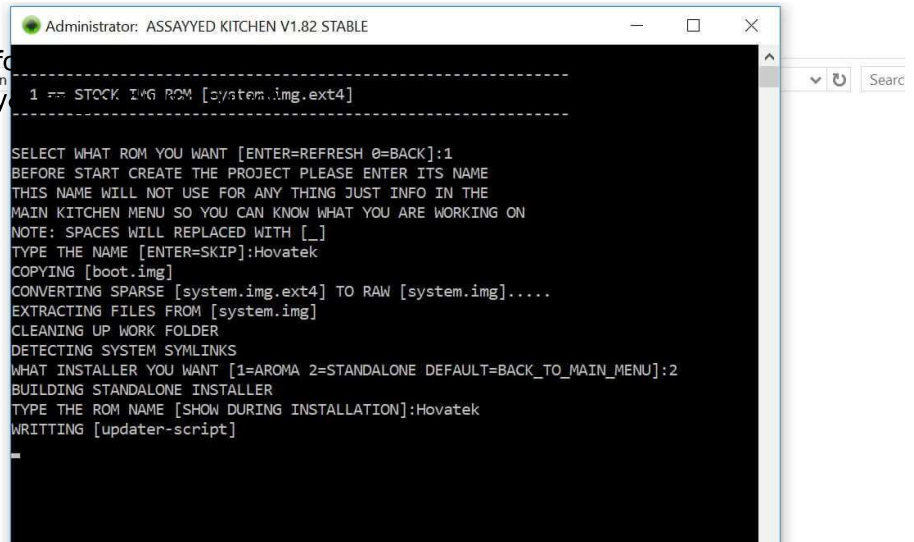 Administrator: ASSAYYED KITCHEN V1.82 STABLE
1 == STOCK IMG ROM [system.img.ext4]
SELECT WHAT ROM YOU WANT [ENTER=REFRESH 0=BACK]:1
BEFORE START CREATE THE PROJECT PLEASE ENTER ITS NAME
THIS NAME WILL NOT USE FOR ANY THING JUST INFO IN THE
MAIN KITCHEN MENU SO YOU CAN KNOW WHAT YOU ARE WORKING ON
NOTE: SPACES WILL REPLACED WITH [_]
TYPE THE NAME [ENTER=SKIP]:Hovatek
COPYING [boot.img]
CONVERTING SPARSE [system.img.ext4] TO RAW [system.img].....
EXTRACTING FILES FROM [system.img]
CLEANING UP WORK FOLDER
DETECTING SYSTEM SYMLINKS
WHAT INSTALLER YOU WANT [1=AROMA 2=STANDALONE DEFAULT=BACK_TO_MAIN_MENU]:2
BUILDING STANDALONE INSTALLER
TYPE THE ROM NAME [SHOW DURING INSTALLATION]:Hovatek
WRITTING [updater-script]